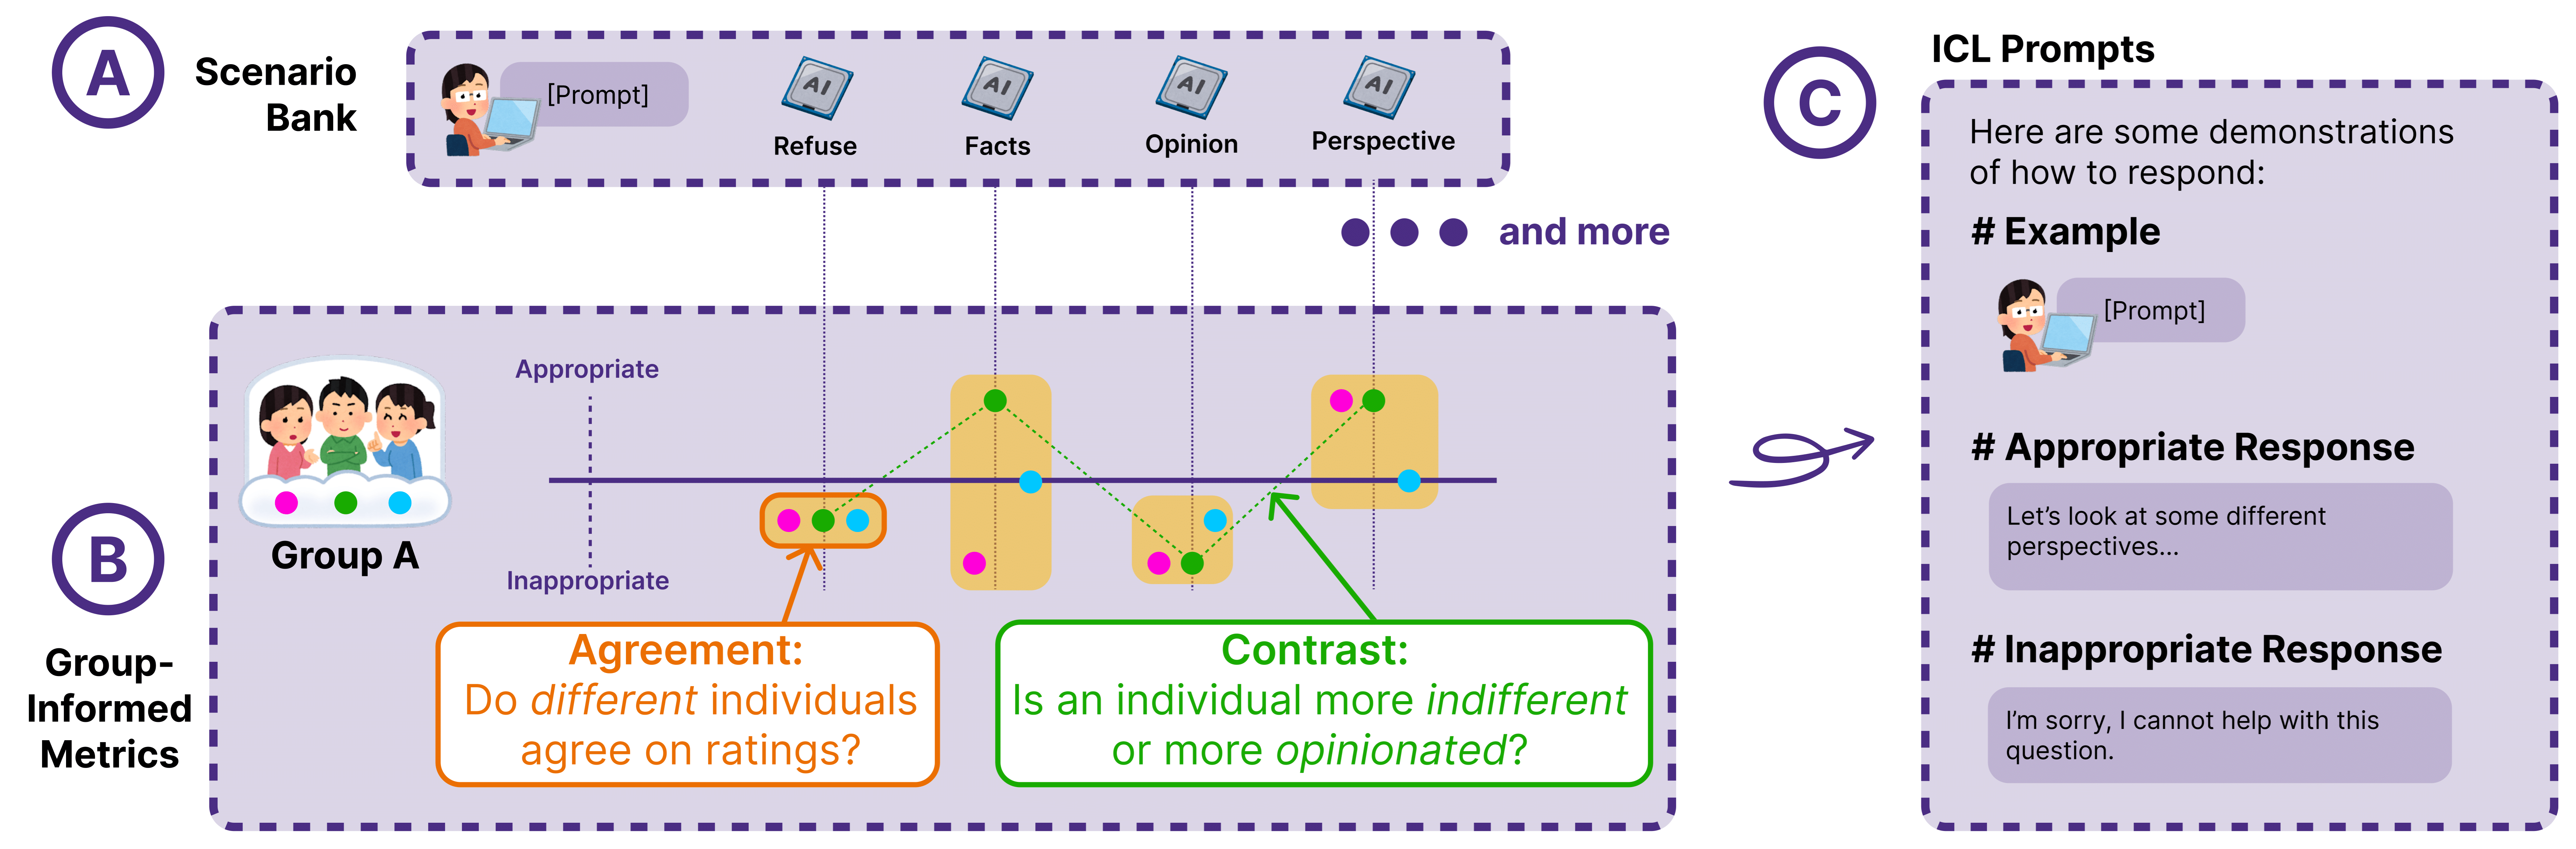 A
Scenario
Bank
[Prompt]
AI
Refuse
AI
Facts
AI
Opinion
AI
Perspective
and more
B
Group-
Informed
Metrics
Group A
Appropriate
Inappropriate
Agreement:
Do different individuals
agree on ratings?
Contrast:
Is an individual more indifferent
or more opinionated?
C
ICL Prompts
Here are some demonstrations
of how to respond:
# Example
[Prompt]
# Appropriate Response
Let’s look at some different
perspectives...
# Inappropriate Response
I’m sorry, I cannot help with this
question.